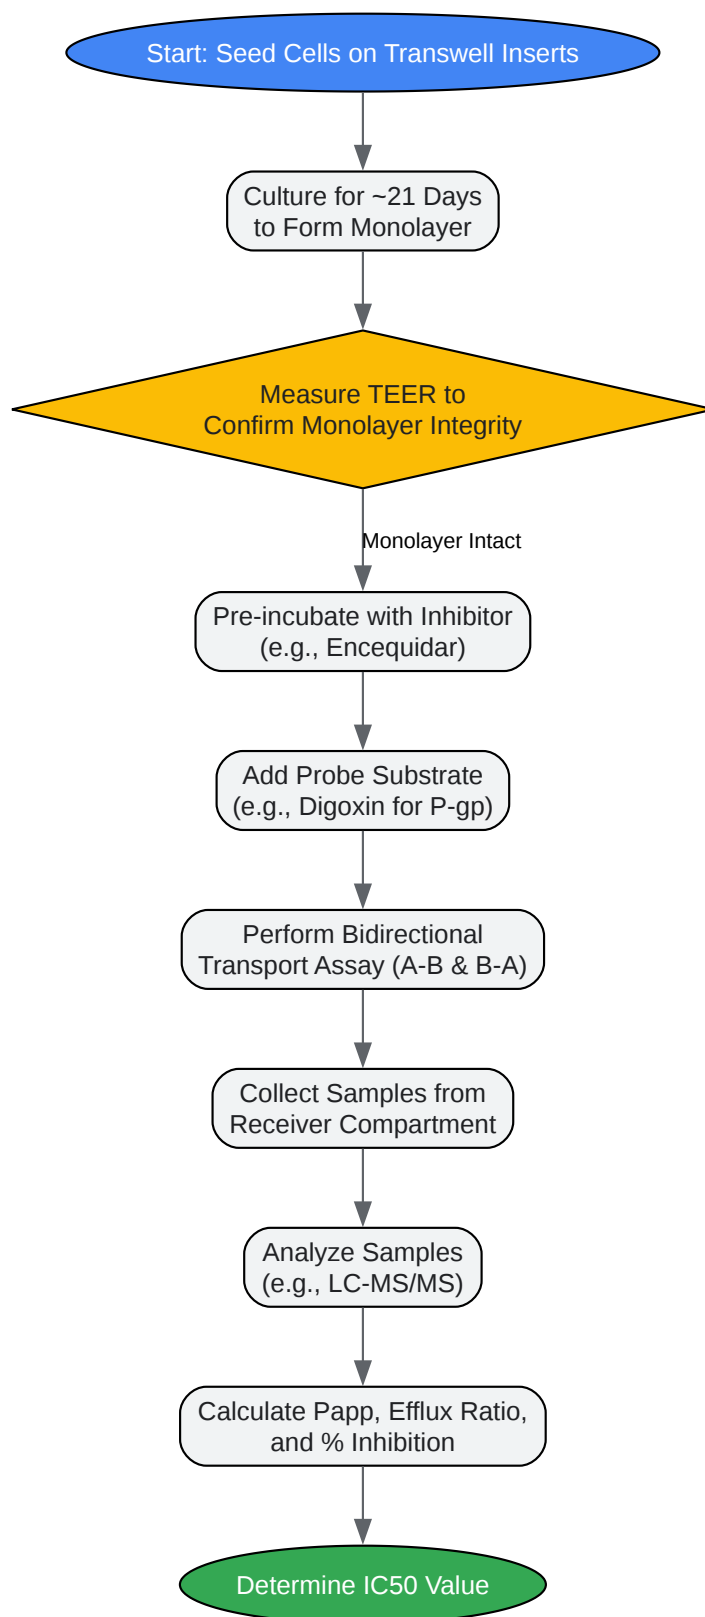 Start: Seed Cells on Transwell Inserts
Culture for ~21 Days
to Form Monolayer
Measure TEER to
Confirm Monolayer Integrity
Monolayer Intact
Pre-incubate with Inhibitor
(e.g., Encequidar)
Add Probe Substrate
(e.g., Digoxin for P-gp)
Perform Bidirectional
Transport Assay (A-B & B-A)
Collect Samples from
Receiver Compartment
Analyze Samples
(e.g., LC-MS/MS)
Calculate Papp, Efflux Ratio,
and % Inhibition
Determine IC50 Value